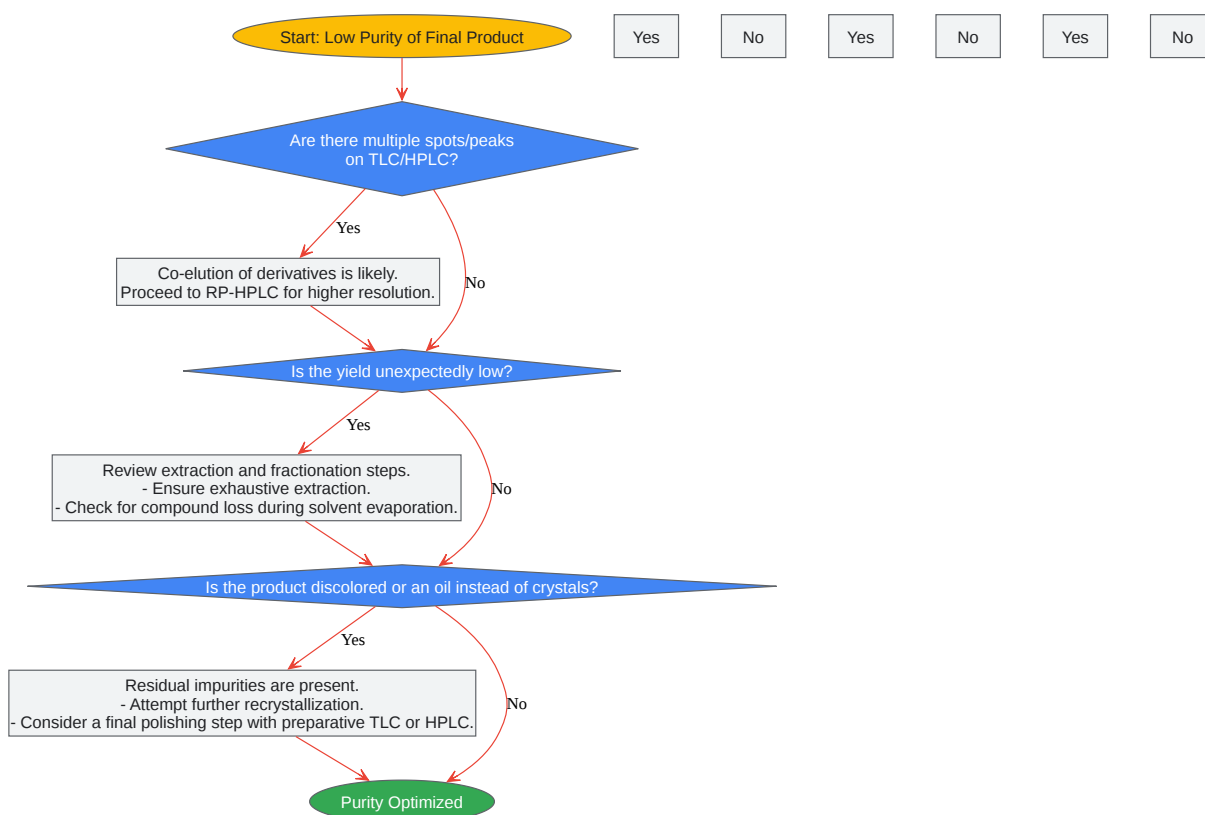 Start: Low Purity of Final Product
Yes
No
Yes
No
Yes
No
Are there multiple spots/peaks
on TLC/HPLC?
Yes
Co-elution of derivatives is likely.
Proceed to RP-HPLC for higher resolution.
No
Is the yield unexpectedly low?
Yes
Review extraction and fractionation steps.
- Ensure exhaustive extraction.
- Check for compound loss during solvent evaporation.
No
Is the product discolored or an oil instead of crystals?
Yes
Residual impurities are present.
- Attempt further recrystallization.
- Consider a final polishing step with preparative TLC or HPLC.
No
Purity Optimized